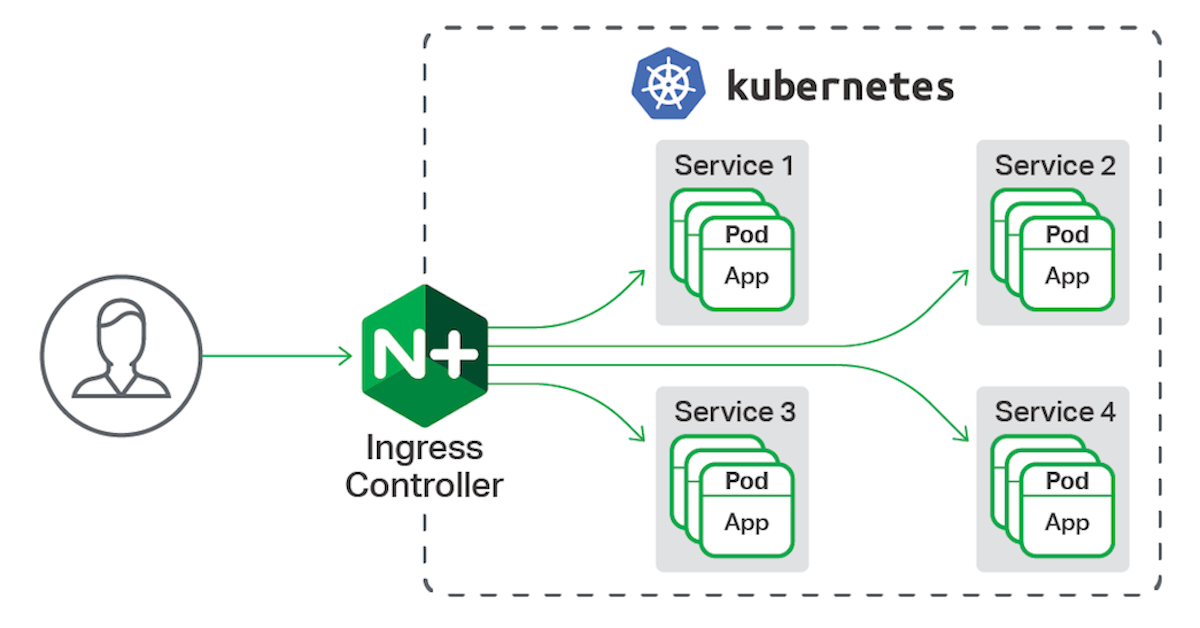 kubernetes
Service 1
Pod
App
Service 2
Pod
App
N+
Ingress
Controller
Service 3
Pod
App
Service 4
Pod
App